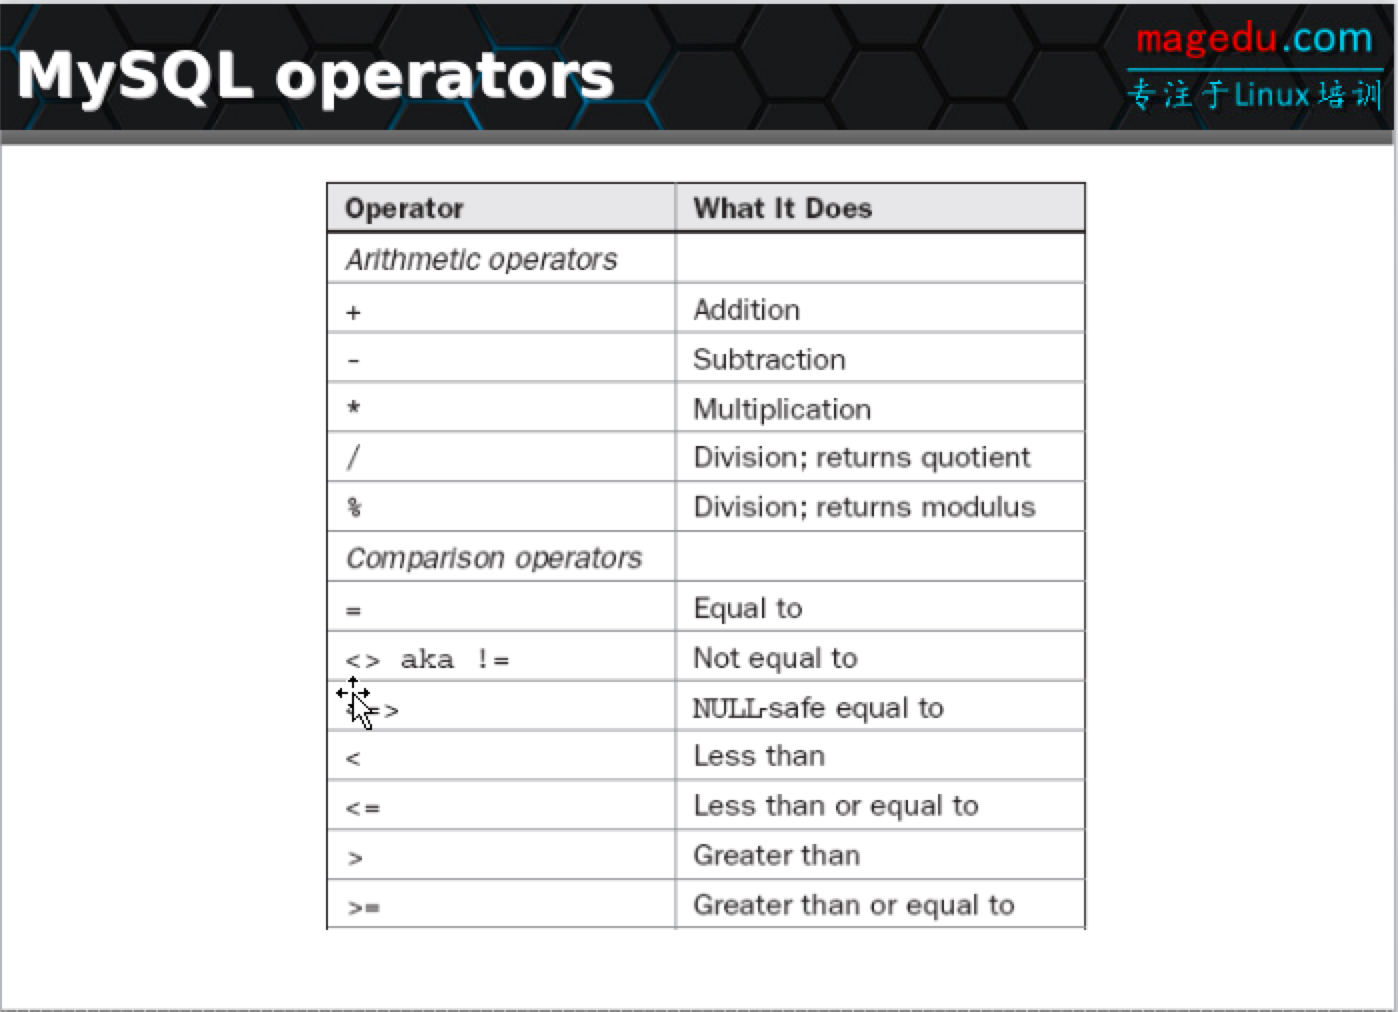 MySQL operators
magedu.com
专注于Linux培训
Operator What It Does
Arithmetic operators
+ Addition
- Subtraction
* Multiplication
/ Division; returns quotient
% Division; returns modulus
Comparison operators
= Equal to
<> aka != Not equal to
=> NULL-safe equal to
< Less than
<= Less than or equal to
> Greater than
>= Greater than or equal to